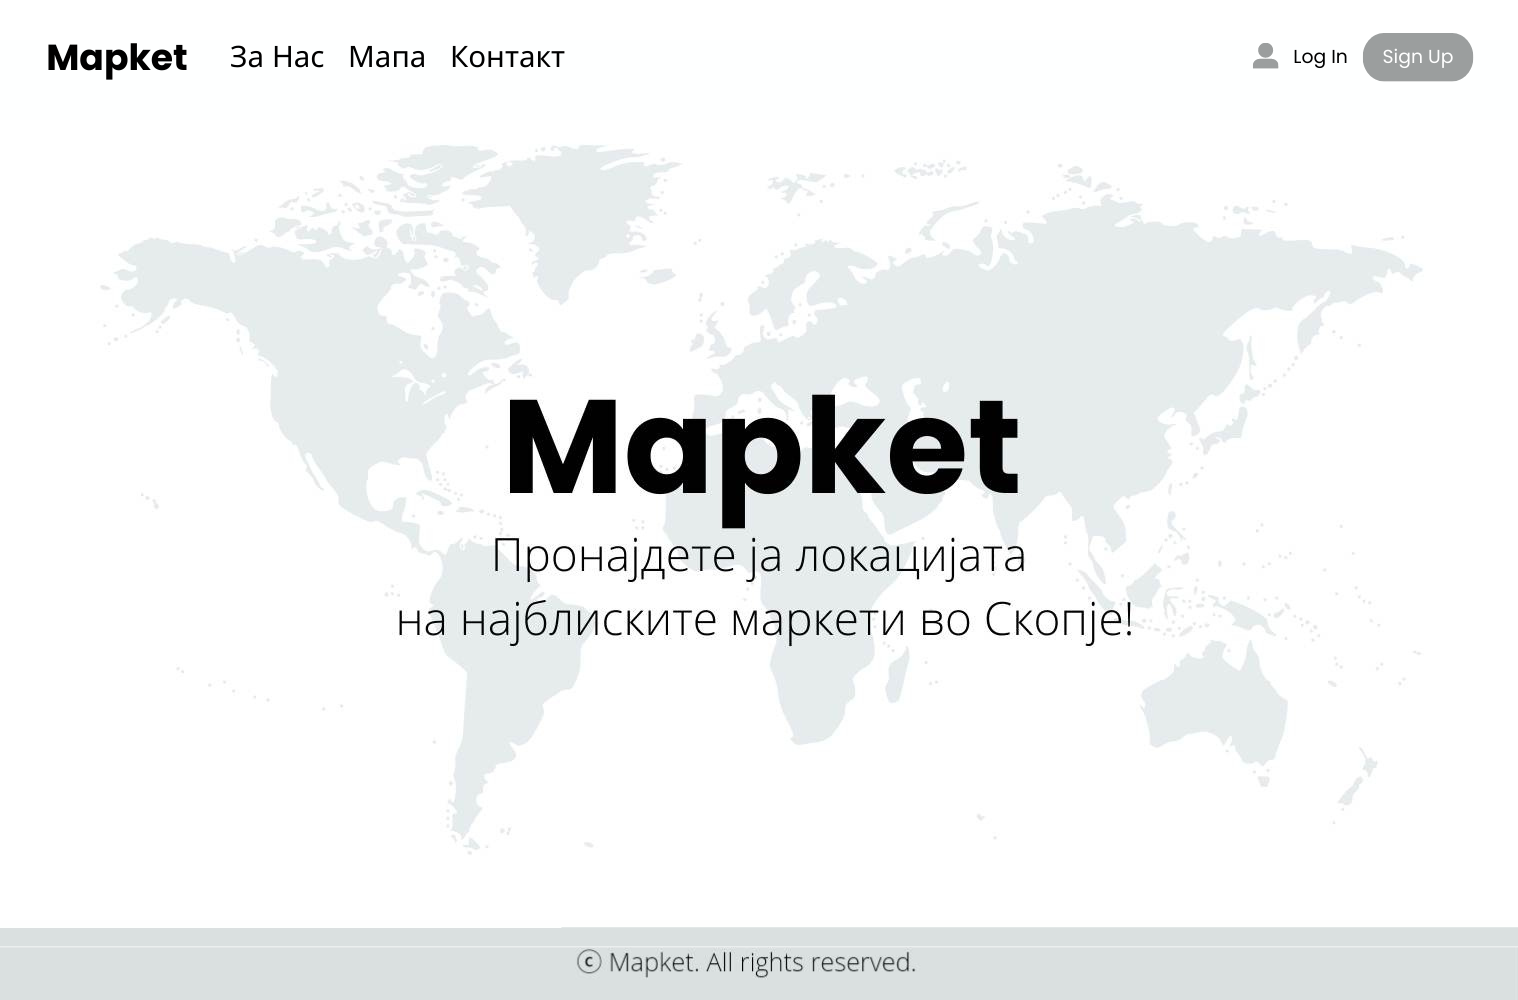 Mapket
За Нас Мапа Контакт
Log In
Sign Up
Mapket
Пронајдете ја локацијата
на најблиските маркети во Скопје!
© Mapket. All rights reserved.